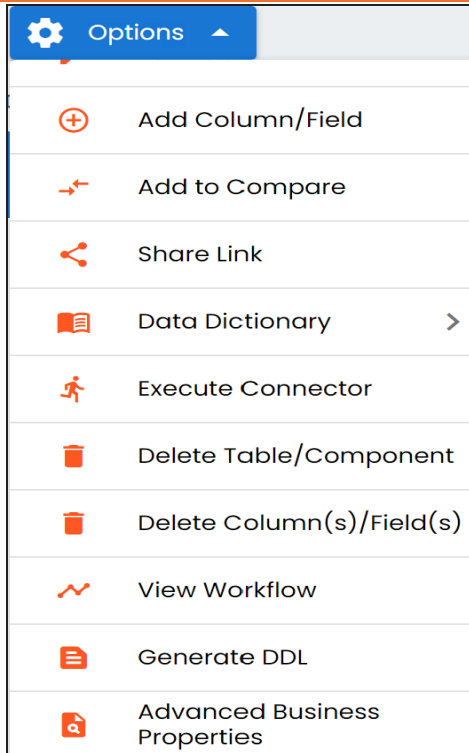 Options
Add Column/Field
Add to Compare
Share Link
Data Dictionary
Execute Connector
Delete Table/Component
Delete Column(s)/Field(s)
View Workflow
Generate DDL
Advanced Business
Properties